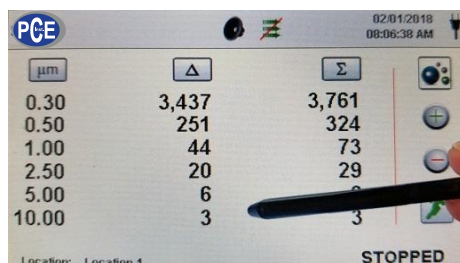 PCE
02/01/2018
08:06:38 AM
µm Δ Σ
0.30 3,437 3,761
0.50 251 324
1.00 44 73
2.50 20 29
5.00 6
10.00 3 3
Location: Location 1
STOPPED